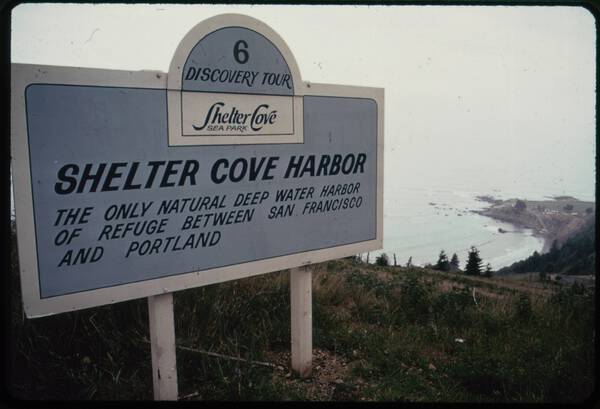 6
DISCOVERY TOUR
Shelter Cove
SEA PARK
SHELTER COVE HARBOR
THE ONLY NATURAL DEEP WATER HARBOR
OF REFUGE BETWEEN SAN FRANCISCO
AND PORTLAND